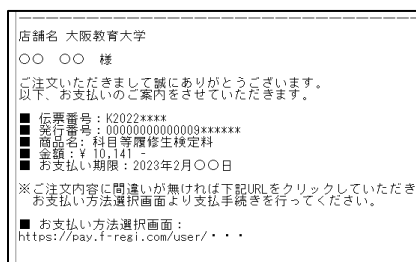 店舗名 大阪教育大学
〇〇 〇〇 様
ご注文いただきまして誠にありがとうございます。
以下、お支払いのご案内をさせていただきます。
■ 伝票番号：K2022****
■ 発行番号：00000000000009******
■ 商品名: 科目等履修生検定料
■ 金額：¥ 10,141 -
■ お支払い期限：2023年2月〇〇日
※ご注文内容に間違いが無ければ下記URLをクリックしていただき
お支払い方法選択画面より支払手続きを行ってください。
■ お支払い方法選択画面：
https://pay.f-regi.com/user/・・・